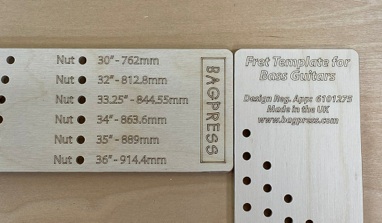 Nut 30" - 762mm
Nut 32" - 812.8mm
Nut 33.25" - 844.55mm
Nut 34" - 863.6mm
Nut 35" - 889mm
Nut 36" - 914.4mm
BAGPRESS
Fret Template for
Bass Guitars
Design Reg. App: 6101275
Made in the UK
www.bagpress.com